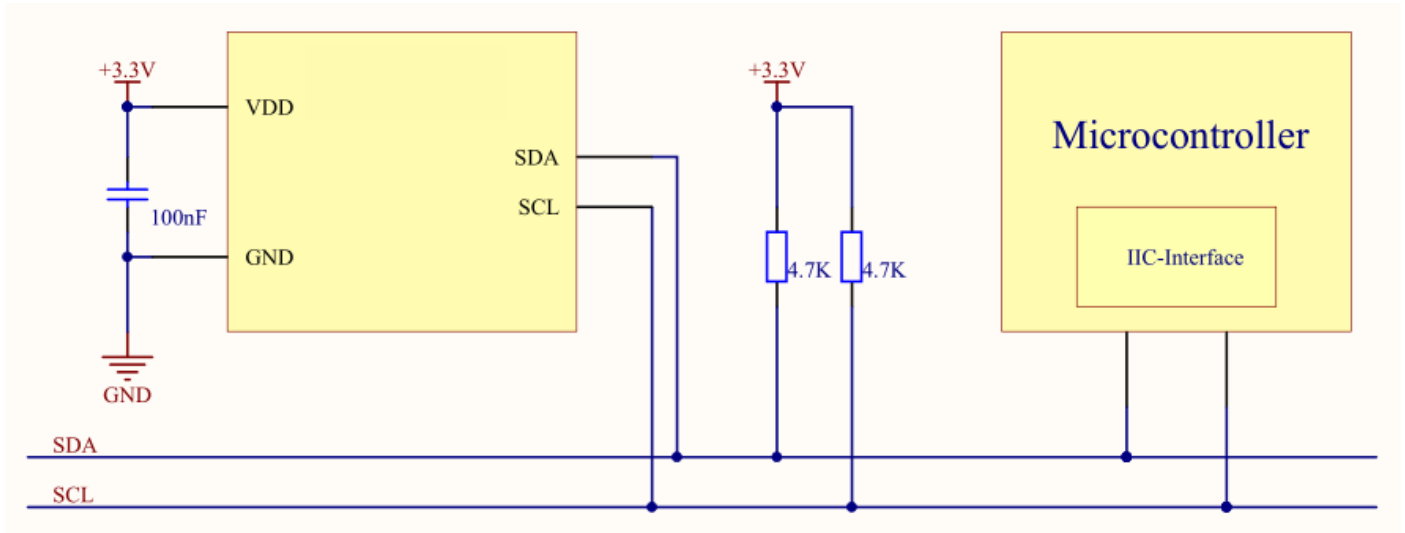 +3.3V
VDD
SDA
SCL
100nF
GND
GND
+3.3V
4.7K
4.7K
Microcontroller
IIC-Interface
SDA
SCL